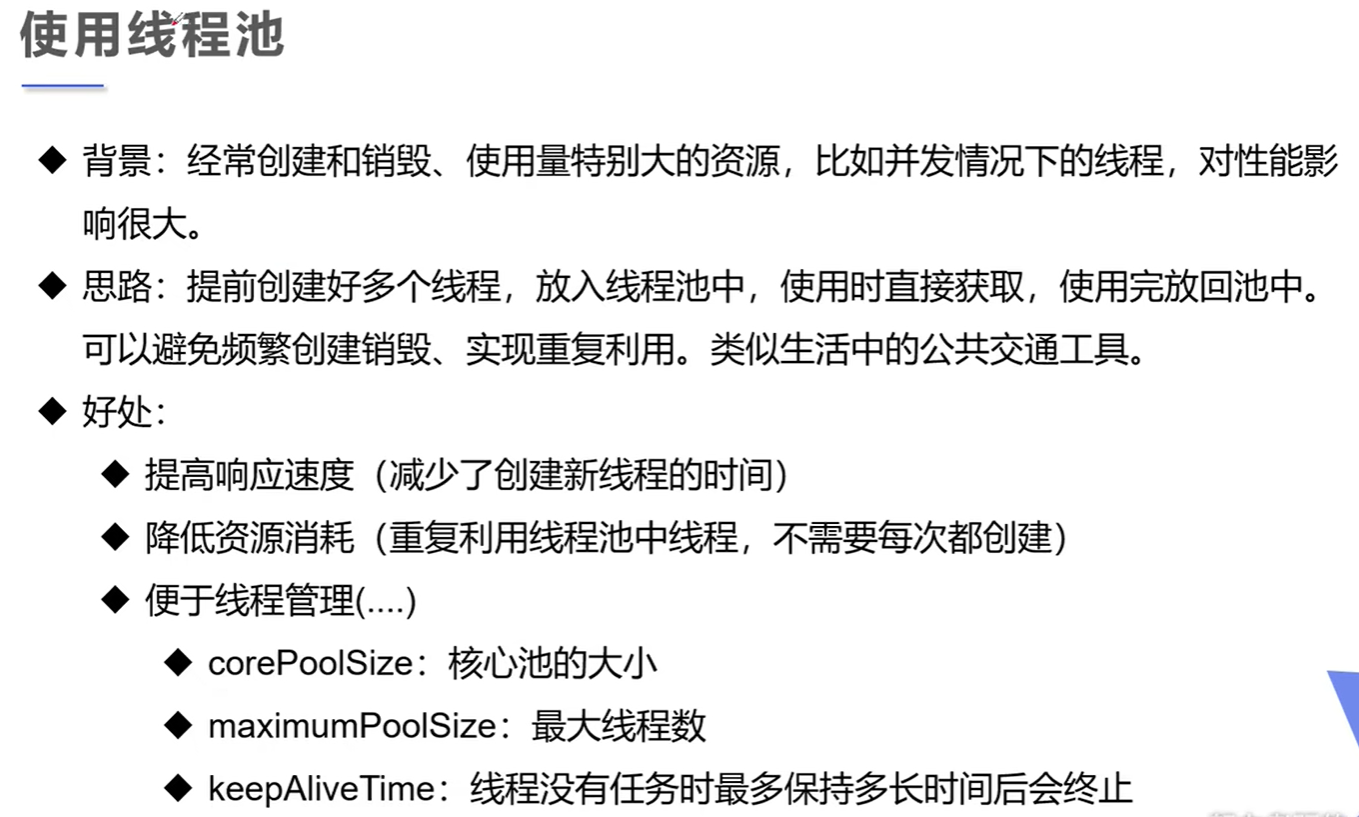 使用线程池
◆ 背景：经常创建和销毁、使用量特别大的资源，比如并发情况下的线程，对性能影
响很大。
◆ 思路：提前创建好多个线程，放入线程池中，使用时直接获取，使用完放回池中。
可以避免频繁创建销毁、实现重复利用。类似生活中的公共交通工具。
◆ 好处：
◆ 提高响应速度（减少了创建新线程的时间）
◆ 降低资源消耗（重复利用线程池中线程，不需要每次都创建）
◆ 便于线程管理(....)
◆ corePoolSize：核心池的大小
◆ maximumPoolSize：最大线程数
◆ keepAliveTime：线程没有任务时最多保持多长时间后会终止